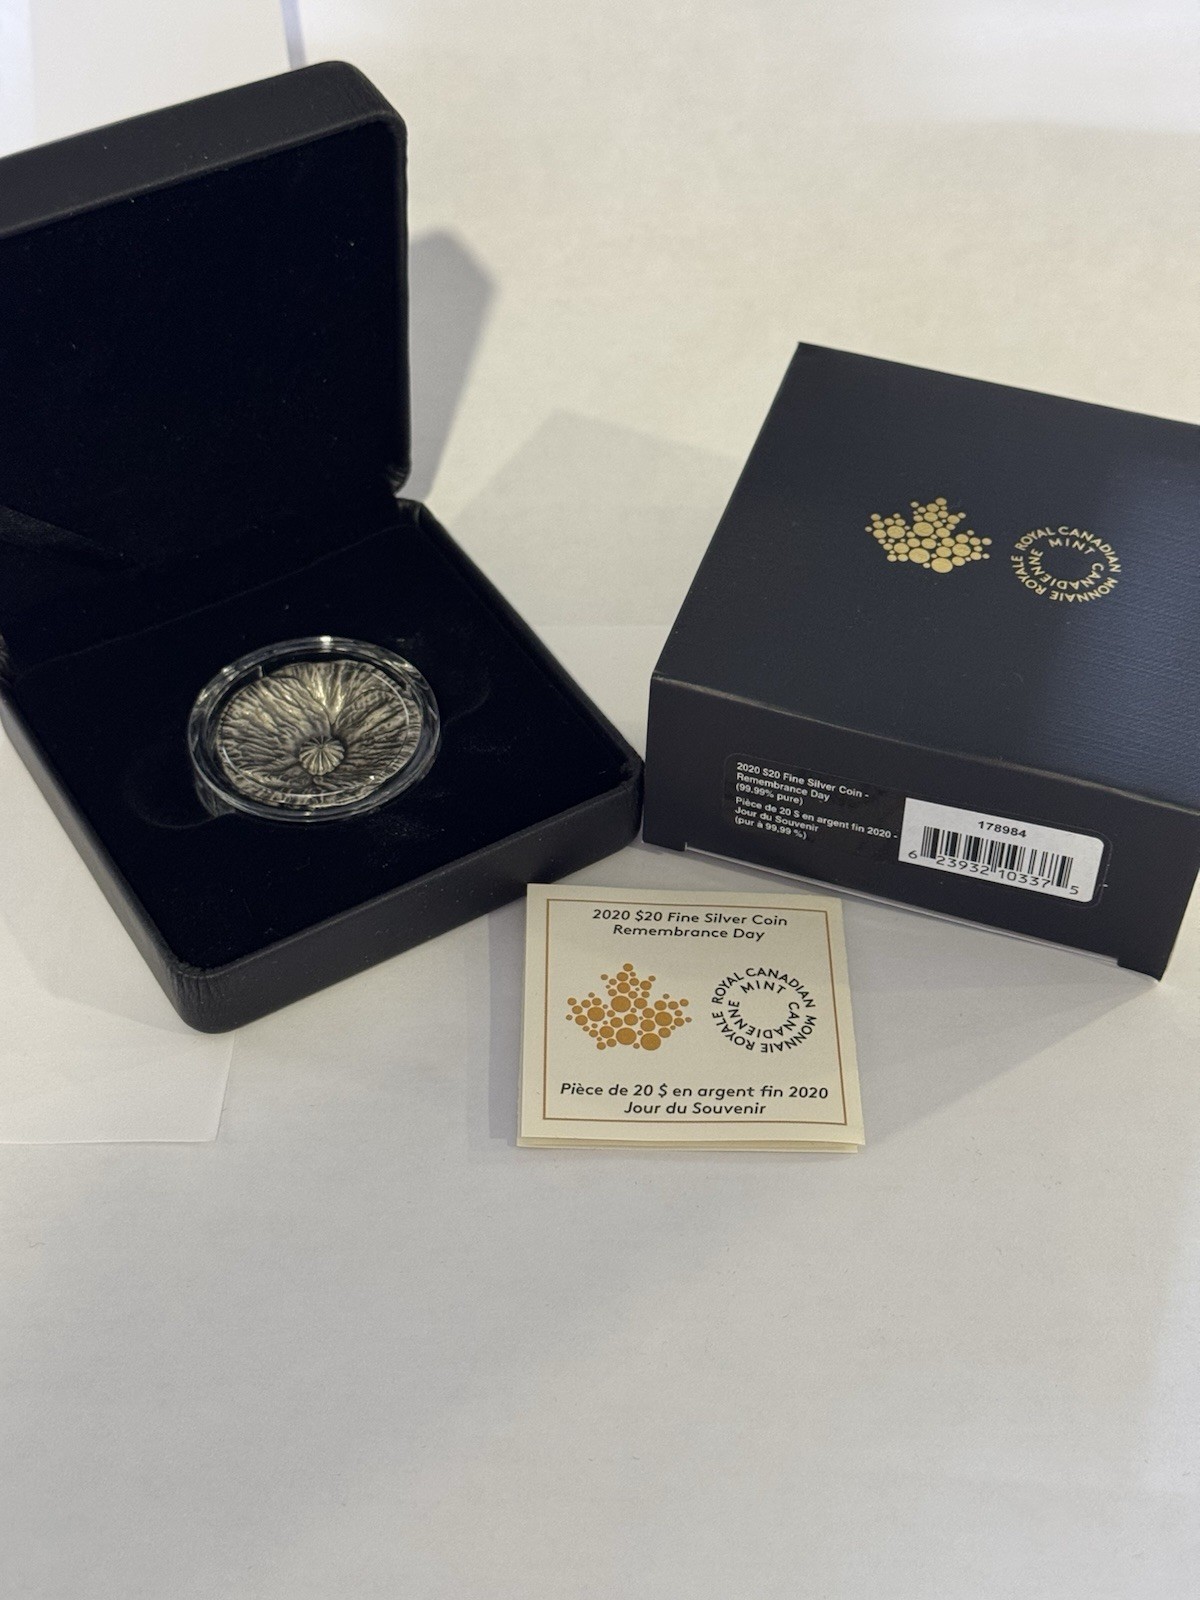 ROYAL CANADIAN MINT
MONNAIE ROYALE CANADIENNE
2020 $20 Fine Silver Coin -
Remembrance Day
(99.99% pure)
Pièce de 20 $ en argent fin 2020 -
Jour du Souvenir
(pur à 99,99 %)
178984
6 23932 10337 5
2020 $20 Fine Silver Coin
Remembrance Day
ROYAL CANADIAN MINT
MONNAIE ROYALE CANADIENNE
Pièce de 20 $ en argent fin 2020
Jour du Souvenir